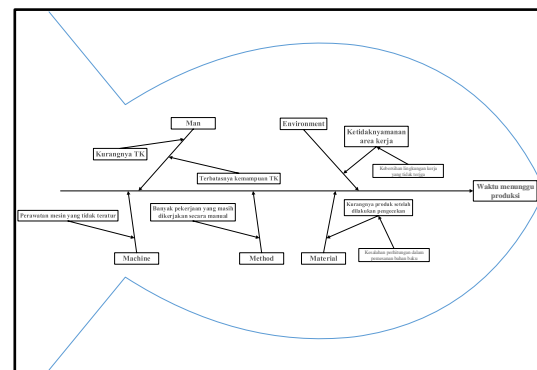 Man
Environment
Kurangnya TK
Ketidaknyamanan
area kerja
Terbatasnya kemampuan TK
Kebersihan lingkungan kerja
yang tidak terjaga
Waktu menunggu
produksi
Perawatan mesin yang tidak teratur
Banyak pekerjaan yang masih
dikerjakan secara manual
Kurangnya produk setelah
dilakukan pengecekan
Kesalahan perhitungan dalam
pemesanan bahan baku
Machine
Method
Material